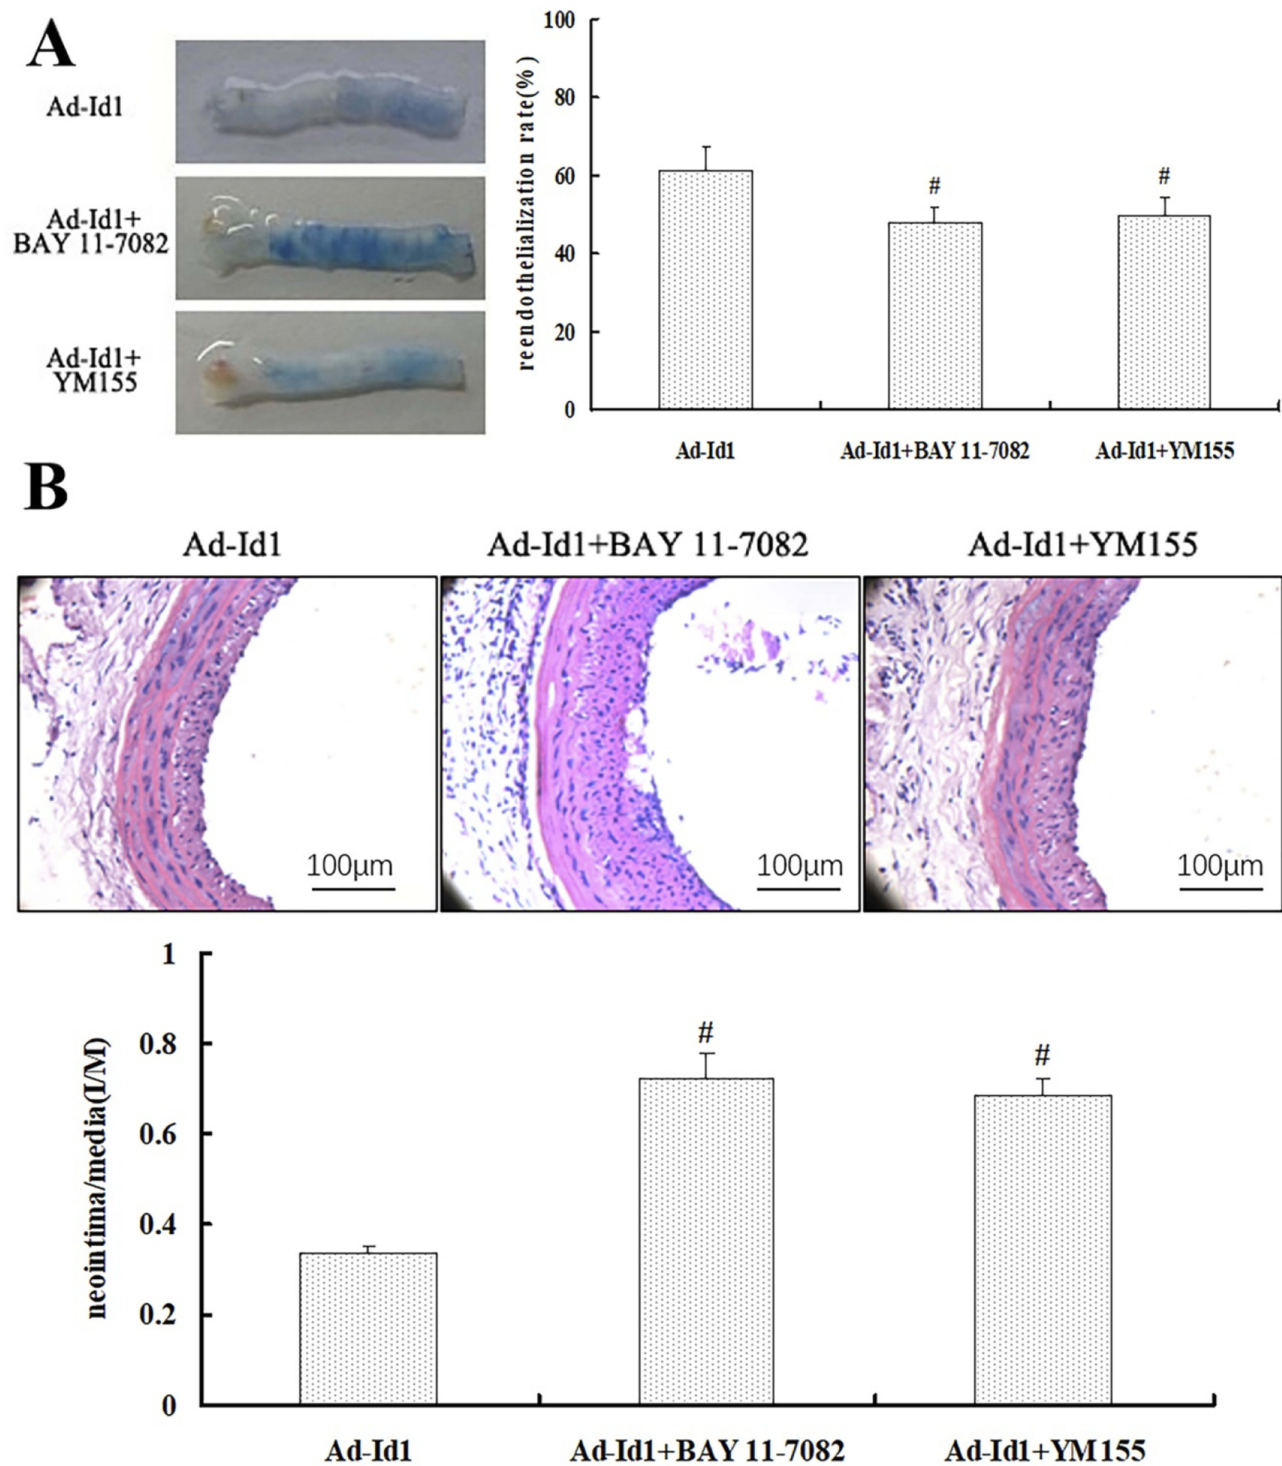 A
Ad-Id1
Ad-Id1+
BAY 11-7082
Ad-Id1+
YM155
reendothelialization rate(%)
100
80
60
40
20
0
#
#
Ad-Id1
Ad-Id1+BAY 11-7082
Ad-Id1+YM155
B
Ad-Id1
Ad-Id1+BAY 11-7082
Ad-Id1+YM155
100μm
100μm
100μm
neointima/media(I/M)
1
0.8
0.6
0.4
0.2
0
#
#
Ad-Id1
Ad-Id1+BAY 11-7082
Ad-Id1+YM155